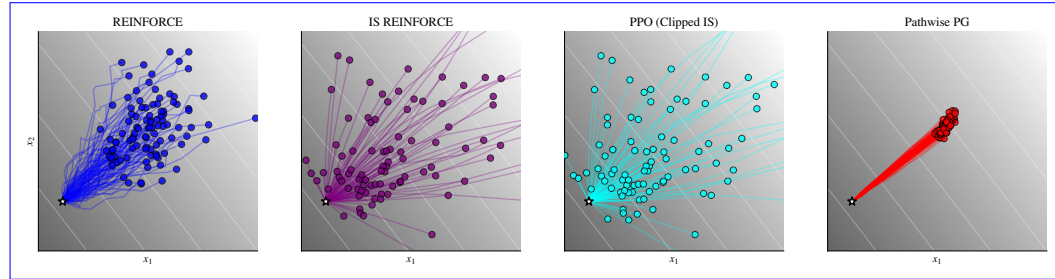 REINFORCE
IS REINFORCE
PPO (Clipped IS)
Pathwise PG
x₂
x₁
x₁
x₁
x₁